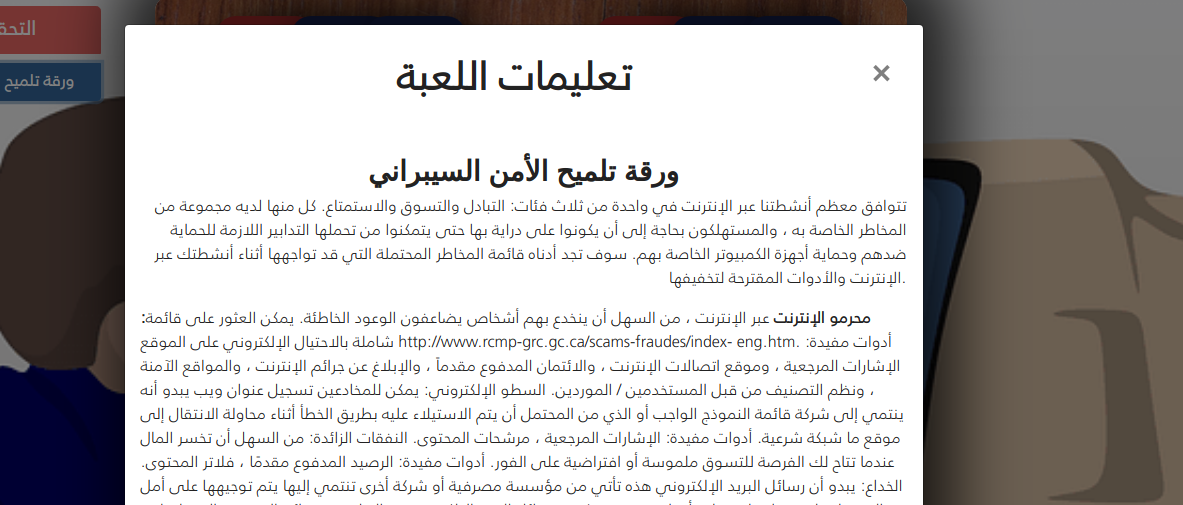 ورقة تلميح
تعليمات اللعبة
×
ورقة تلميح الأمن السيبراني
تتوافق معظم أنشطتنا عبر الإنترنت في واحدة من ثلاث فئات: التبادل والتسوق والاستمتاع. كل منها لديه مجموعة من
المخاطر الخاصة به ، والمستهلكون بحاجة إلى أن يكونوا على دراية بها حتى يتمكنوا من تحملها التدابير اللازمة للحماية
ضدهم وحماية أجهزة الكمبيوتر الخاصة بهم. سوف تجد أدناه قائمة المخاطر المحتملة التي قد تواجهها أثناء أنشطتك عبر
.الإنترنت والأدوات المقترحة لتخفيفها
محرمو الإنترنت عبر الإنترنت ، من السهل أن ينخدع بهم أشخاص يضاعفون الوعود الخاطئة. يمكن العثور على قائمة:
شاملة بالاحتيال الإلكتروني على الموقع http://www.rcmp-grc.gc.ca/scams-fraudes/index- eng.htm. أدوات مفيدة:
الإشارات المرجعية ، وموقع اتصالات الإنترنت ، والائتمان المدفوع مقدماً ، والإبلاغ عن جرائم الإنترنت ، والمواقع الآمنة
، ونظم التصنيف من قبل المستخدمين / الموردين. السطو الإلكتروني: يمكن للمخادعين تسجيل عنوان ويب يبدو أنه
ينتمي إلى شركة قائمة النموذج الواجب أو الذي من المحتمل أن يتم الاستيلاء عليه بطريق الخطأ أثناء محاولة الانتقال إلى
موقع ما شبكة شرعية. أدوات مفيدة: الإشارات المرجعية ، مرشحات المحتوى. النفقات الزائدة: من السهل أن تخسر المال
عندما تتاح لك الفرصة للتسوق ملموسة أو افتراضية على الفور. أدوات مفيدة: الرصيد المدفوع مقدمًا ، فلاتر المحتوى.
الخداع: يبدو أن رسائل البريد الإلكتروني هذه تأتي من مؤسسة مصرفية أو شركة أخرى تنتمي إليها يتم توجيهها على أمل